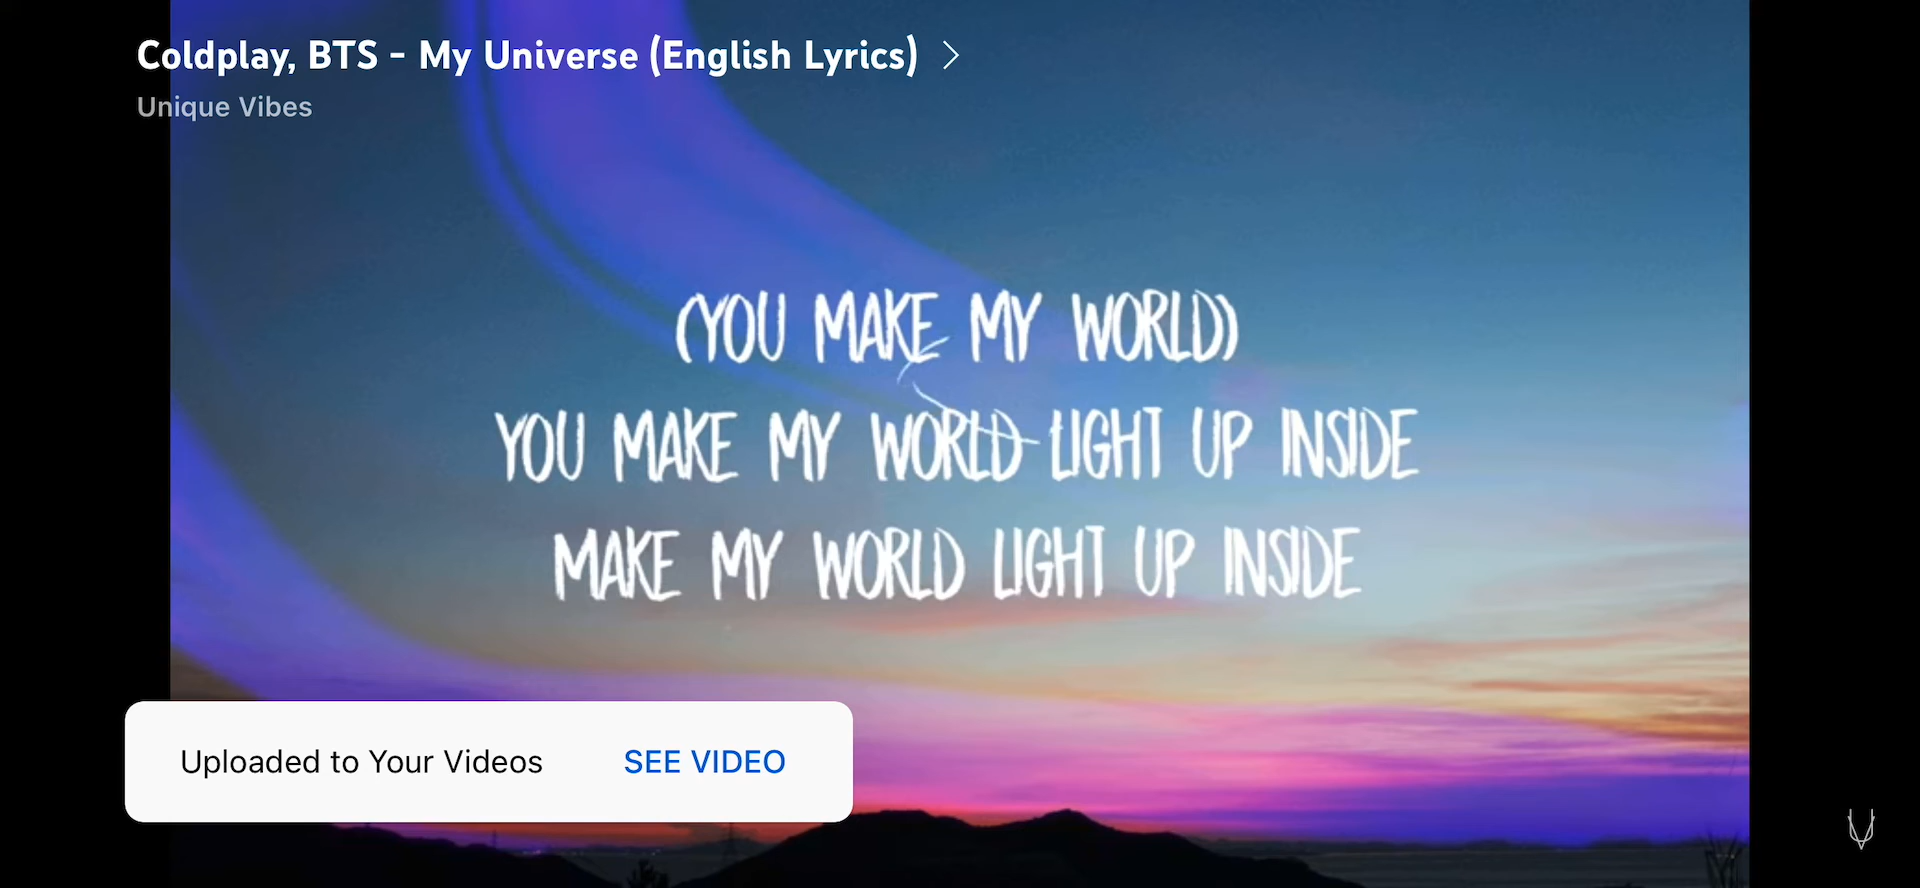 Coldplay, BTS - My Universe (English Lyrics)
Unique Vibes
(YOU MAKE MY WORLD)
YOU MAKE MY WORLD LIGHT UP INSIDE
MAKE MY WORLD LIGHT UP INSIDE
Uploaded to Your Videos SEE VIDEO